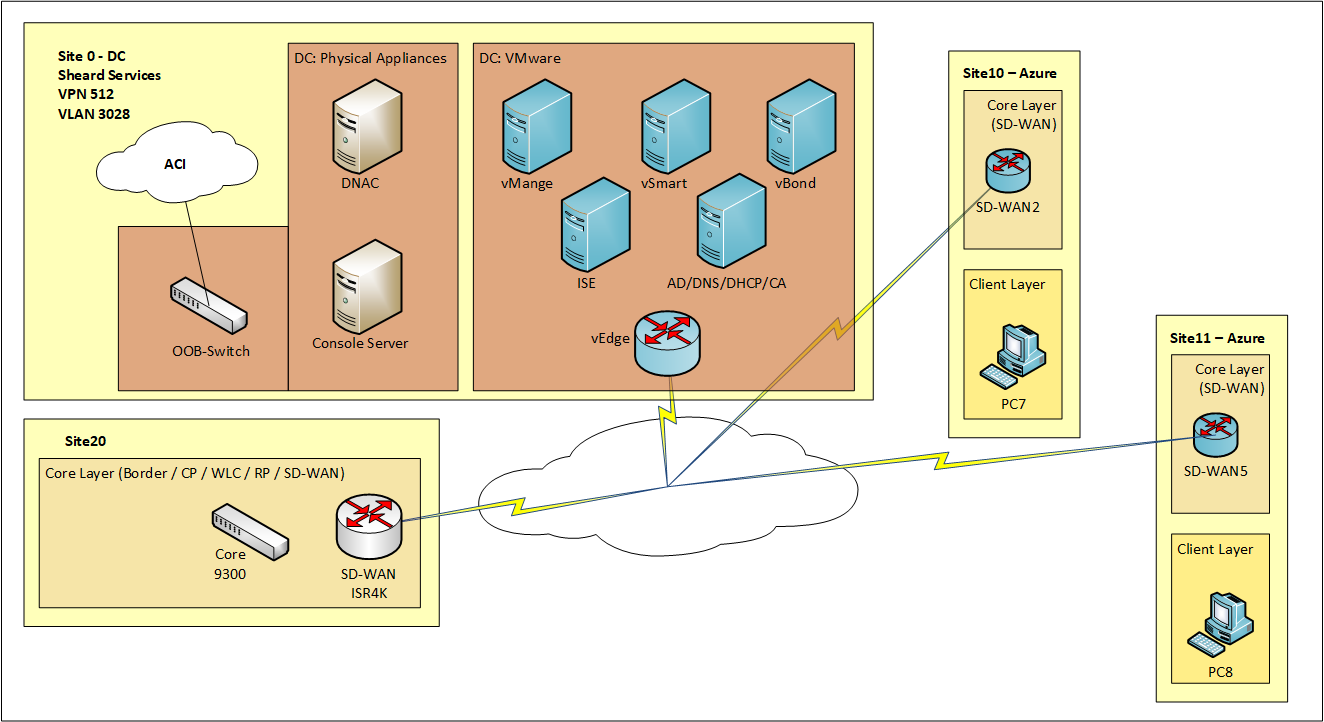 Site 0 - DC
Sheard Services
VPN 512
VLAN 3028
ACI
OOB-Switch
DC: Physical Appliances
DNAC
Console Server
DC: VMware
vMange
vSmart
vBond
ISE
AD/DNS/DHCP/CA
vEdge
Site10 – Azure
Core Layer
(SD-WAN)
SD-WAN2
Client Layer
PC7
Site11 – Azure
Core Layer
(SD-WAN)
SD-WAN5
Client Layer
PC8
Site20
Core Layer (Border / CP / WLC / RP / SD-WAN)
Core
9300
SD-WAN
ISR4K